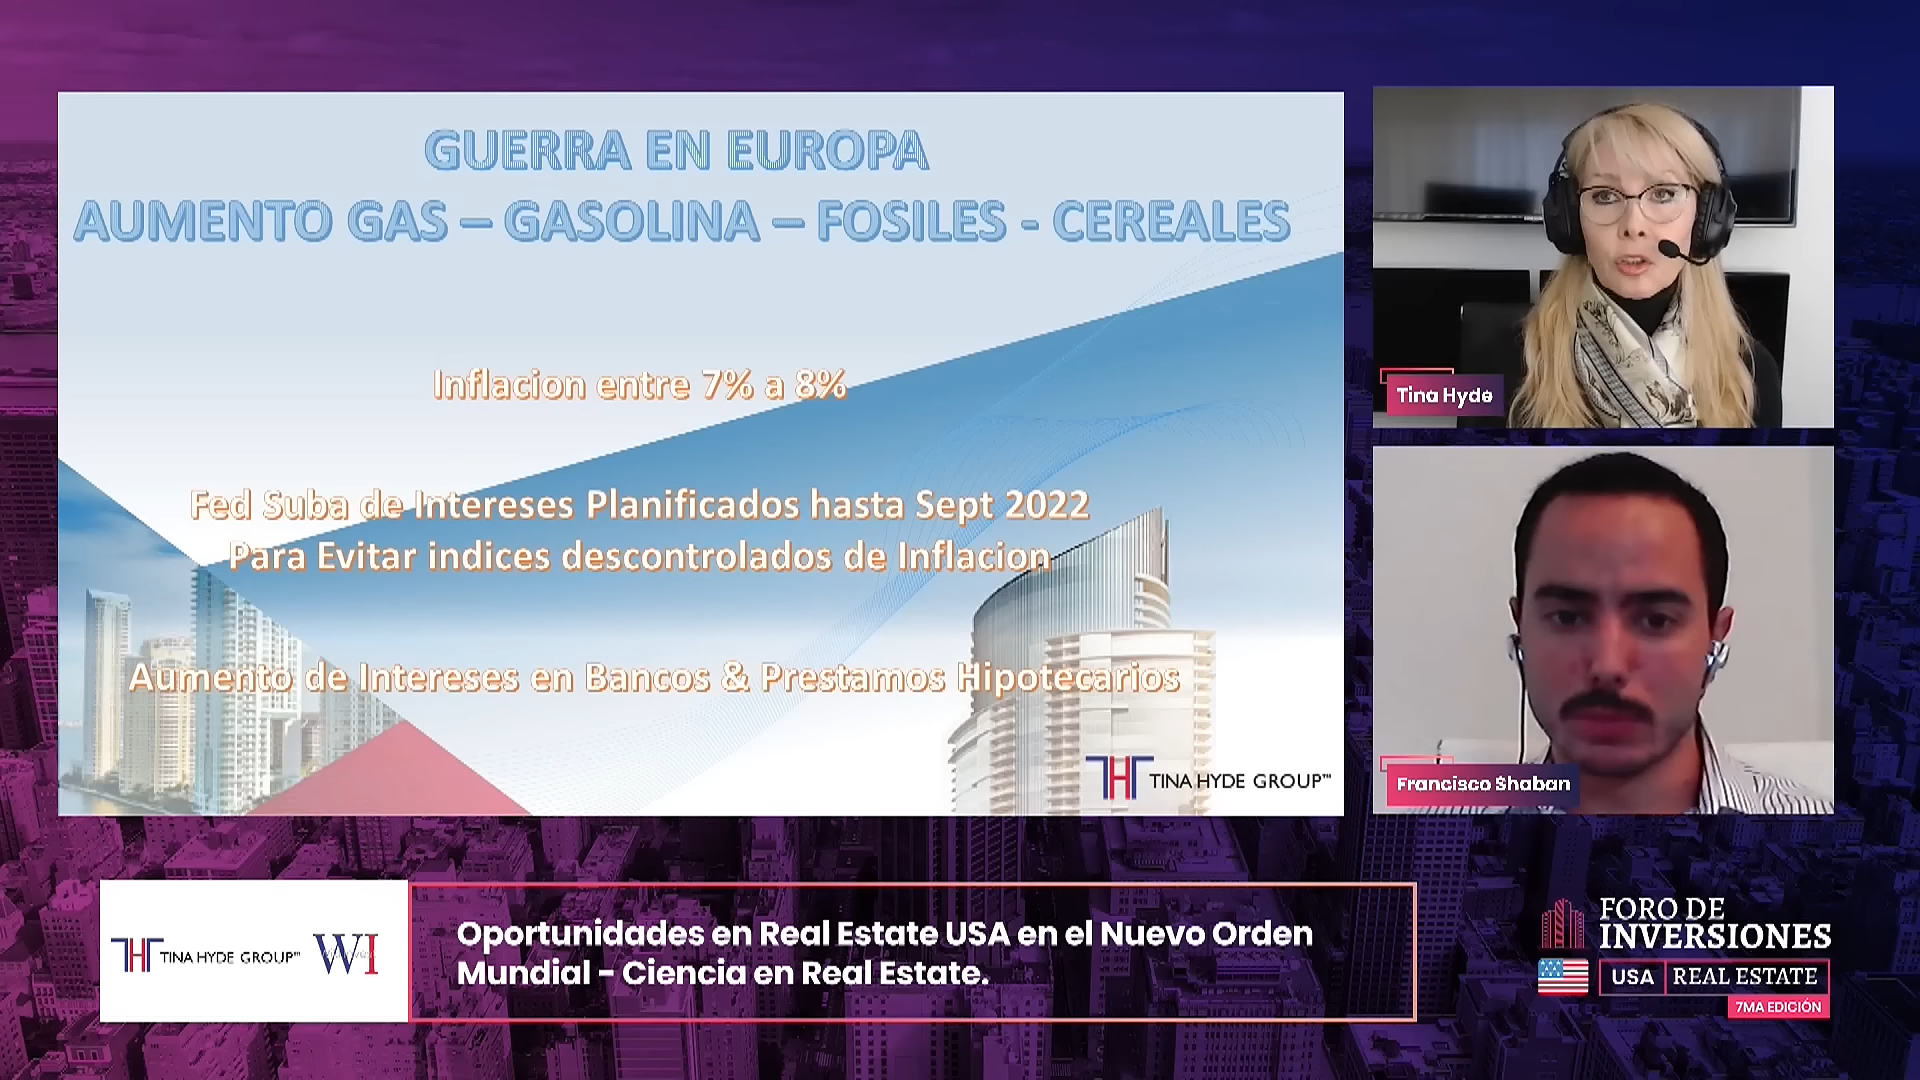 GUERRA EN EUROPA
AUMENTO GAS – GASOLINA – FOSILES - CEREALES
Inflacion entre 7% a 8%
Fed Suba de Intereses Planificados hasta Sept 2022
Para Evitar indices descontrolados de Inflacion
Aumento de Intereses en Bancos & Prestamos Hipotecarios
THT TINA HYDE GROUP™
Tina Hyde
Francisco Shaban
THT TINA HYDE GROUP™
WI
Oportunidades en Real Estate USA en el Nuevo Orden
Mundial - Ciencia en Real Estate.
FORO DE
INVERSIONES
USA REAL ESTATE
7MA EDICIÓN